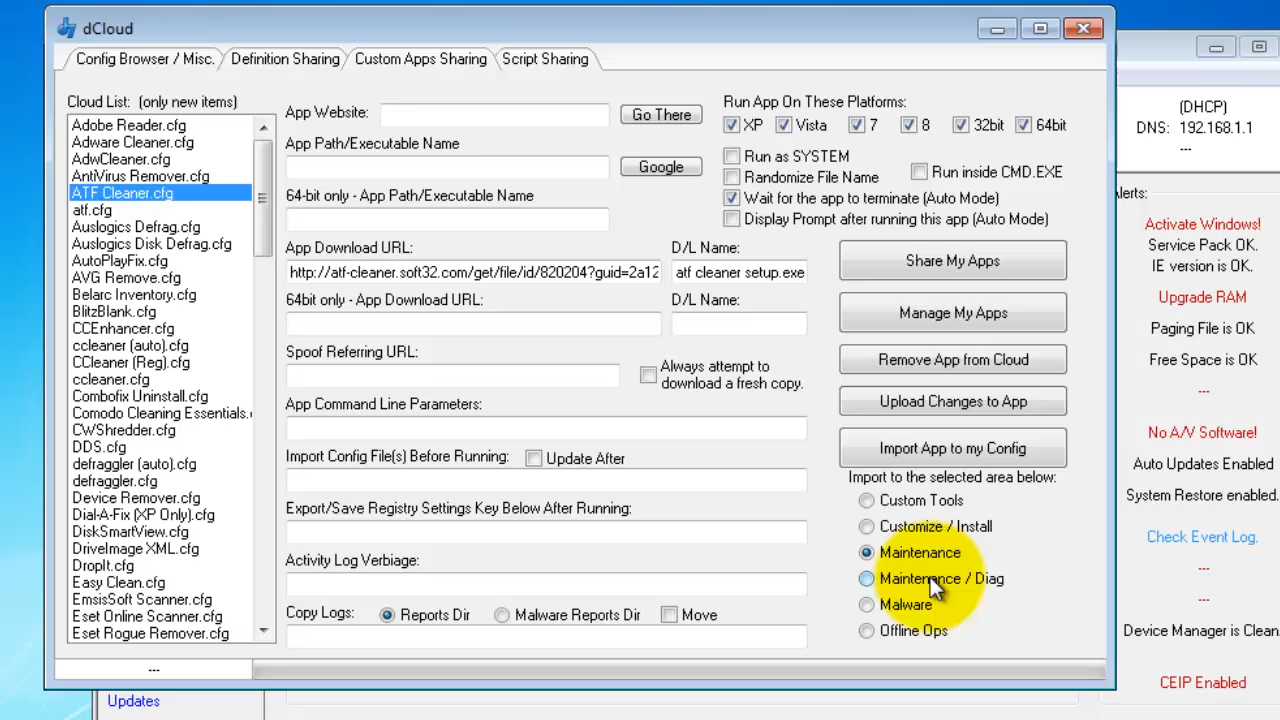 dCloud
Config Browser / Misc.
Definition Sharing
Custom Apps Sharing
Script Sharing
Cloud List: (only new items)
Adobe Reader.cfg
Adware Cleaner.cfg
AdwCleaner.cfg
AntiVirus Remover.cfg
ATF Cleaner.cfg
atf.cfg
Auslogics Defrag.cfg
Auslogics Disk Defrag.cfg
AutoPlayFix.cfg
AVG Remove.cfg
Belarc Inventory.cfg
BlitzBlank.cfg
CCEnhancer.cfg
ccleaner (auto).cfg
CCleaner (Reg).cfg
ccleaner.cfg
Combofix Uninstall.cfg
Comodo Cleaning Essentials.
CWShredder.cfg
DDS.cfg
defraggler (auto).cfg
defraggler.cfg
Device Remover.cfg
Dial-A-Fix (XP Only).cfg
DiskSmartView.cfg
DriveImage XML.cfg
DropIt.cfg
Easy Clean.cfg
EmsisSoft Scanner.cfg
Eset Online Scanner.cfg
Eset Rogue Remover.cfg
---
App Website:
Go There
App Path/Executable Name
Google
64-bit only - App Path/Executable Name
App Download URL:
D/L Name:
http://atf-cleaner.soft32.com/get/file/id/820204?guid=2a12
atf cleaner setup.exe
64bit only - App Download URL:
D/L Name:
Spoof Referring URL:
Always attempt to
download a fresh copy.
App Command Line Parameters:
Import Config File(s) Before Running:
Update After
Export/Save Registry Settings Key Below After Running:
Activity Log Verbiage:
Copy Logs:
Reports Dir
Malware Reports Dir
Move
Run App On These Platforms:
XP
Vista
7
8
32bit
64bit
Run as SYSTEM
Randomize File Name
Run inside CMD.EXE
Wait for the app to terminate (Auto Mode)
Display Prompt after running this app (Auto Mode)
Share My Apps
Manage My Apps
Remove App from Cloud
Upload Changes to App
Import App to my Config
Import to the selected area below:
Custom Tools
Customize / Install
Maintenance
Maintenance / Diag
Malware
Offline Ops
(DHCP)
DNS: 192.168.1.1
---
Activate Windows!
Service Pack OK.
IE version is OK.
Upgrade RAM
Paging File is OK
Free Space is OK
---
No A/V Software!
Auto Updates Enabled
System Restore enabled.
Check Event Log.
---
---
Device Manager is Clean
CEIP Enabled
Updates